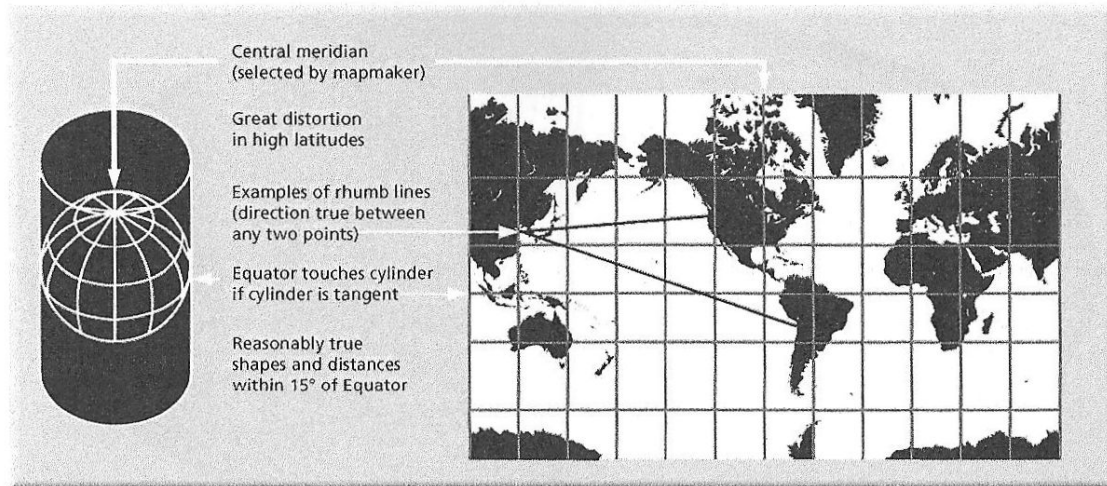 Central meridian
(selected by mapmaker)
Great distortion
in high latitudes
Examples of rhumb lines
(direction true between
any two points)
Equator touches cylinder
if cylinder is tangent
Reasonably true
shapes and distances
within 15° of Equator